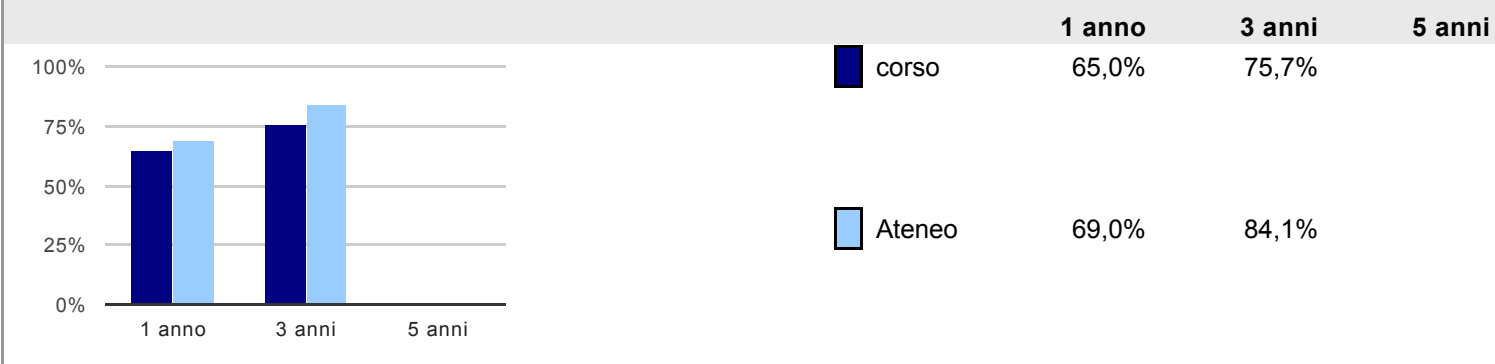 1 anno 3 anni 5 anni
100%
75%
50%
25%
0%
1 anno 3 anni 5 anni
corso 65,0% 75,7%
Ateneo 69,0% 84,1%